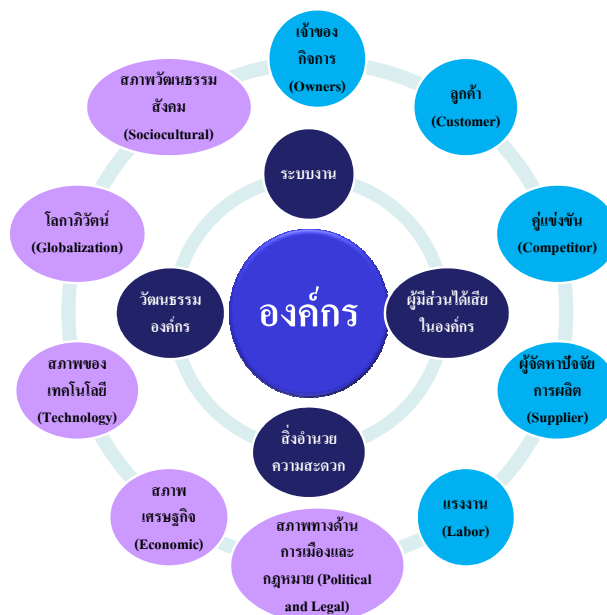 เจ้าของ
กิจการ
(Owners)
ลูกค้า
(Customer)
คู่แข่งขัน
(Competitor)
ผู้จัดหาปัจจัย
การผลิต
(Supplier)
แรงงาน
(Labor)
สภาพทางด้าน
การเมืองและ
กฎหมาย (Political
and Legal)
สภาพ
เศรษฐกิจ
(Economic)
สภาพของ
เทคโนโลยี
(Technology)
โลกาภิวัตน์
(Globalization)
สภาพวัฒนธรรม
สังคม
(Sociocultural)
ระบบงาน
ผู้มีส่วนได้เสีย
ในองค์กร
สิ่งอำนวย
ความสะดวก
วัฒนธรรม
องค์กร
องค์กร